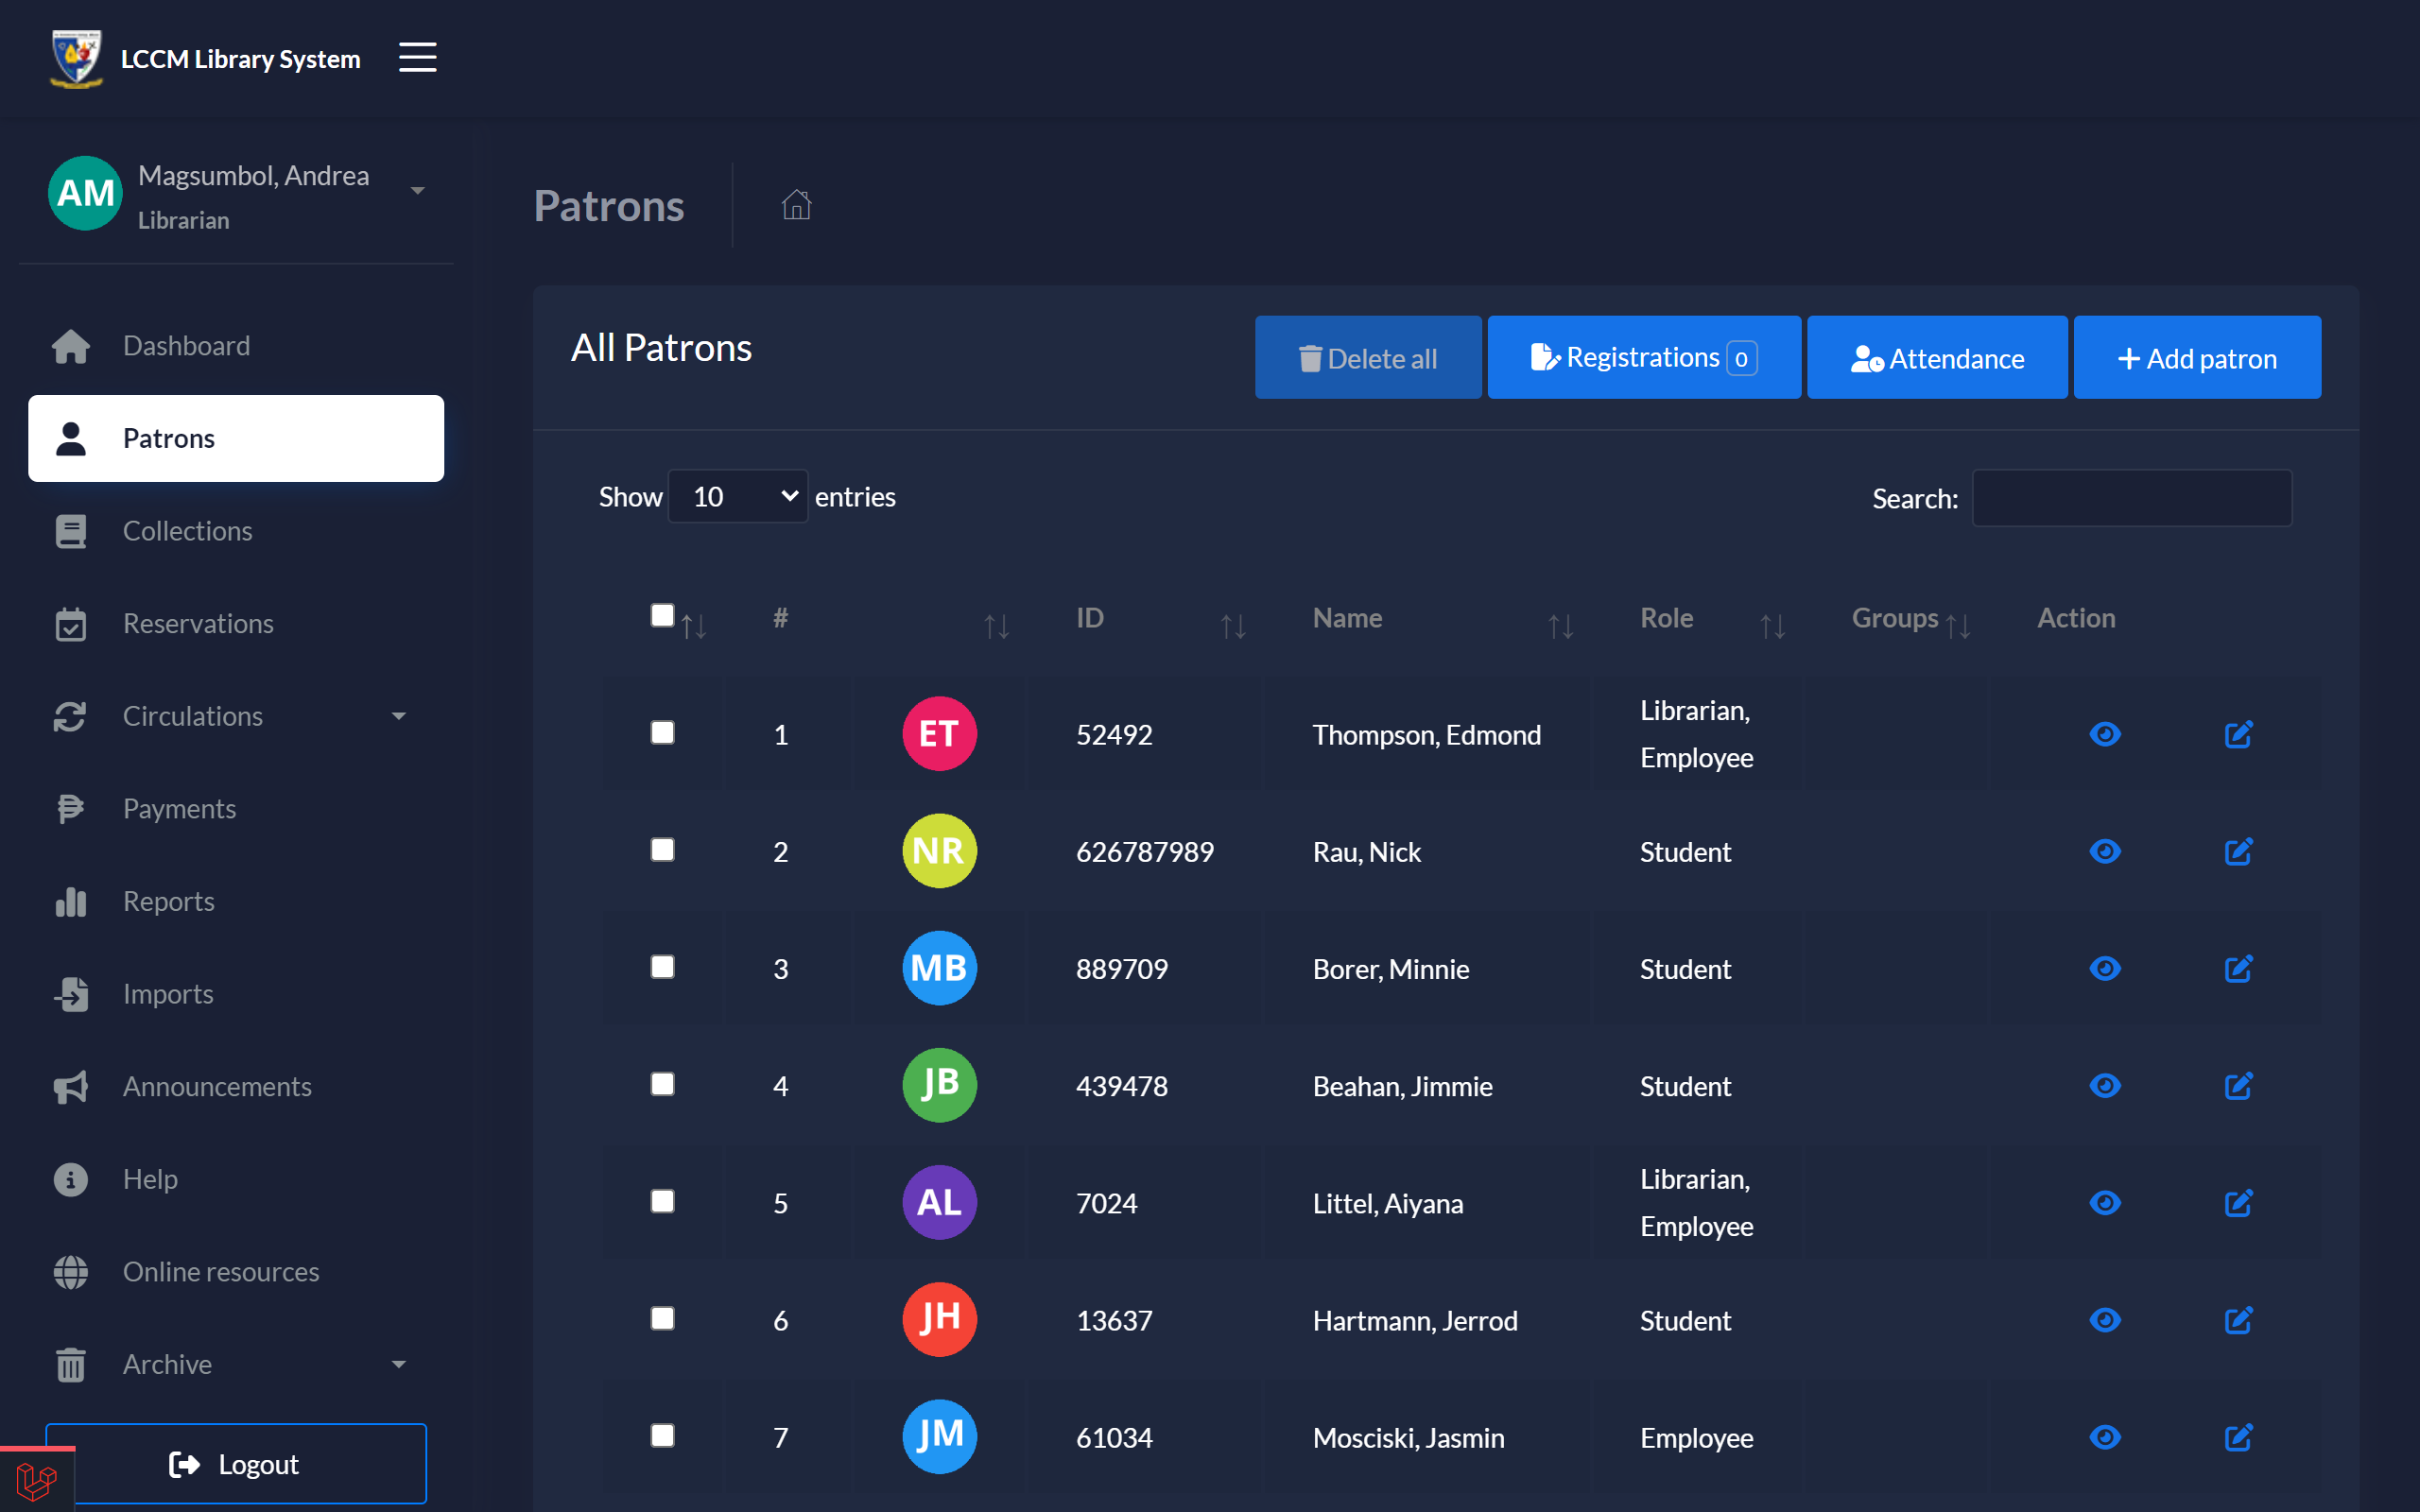 LCCM Library System
AM
Magsumbol, Andrea
Librarian
Dashboard
Patrons
Collections
Reservations
Circulations
Payments
Reports
Imports
Announcements
Help
Online resources
Archive
Logout
Patrons
All Patrons
Delete all
Registrations 0
Attendance
+ Add patron
Show 10 entries
Search:
# ID Name Role Groups Action
1 ET 52492 Thompson, Edmond Librarian,
Employee
2 NR 626787989 Rau, Nick Student
3 MB 889709 Borer, Minnie Student
4 JB 439478 Beahan, Jimmie Student
5 AL 7024 Littel, Aiyana Librarian,
Employee
6 JH 13637 Hartmann, Jerrod Student
7 JM 61034 Mosciski, Jasmin Employee